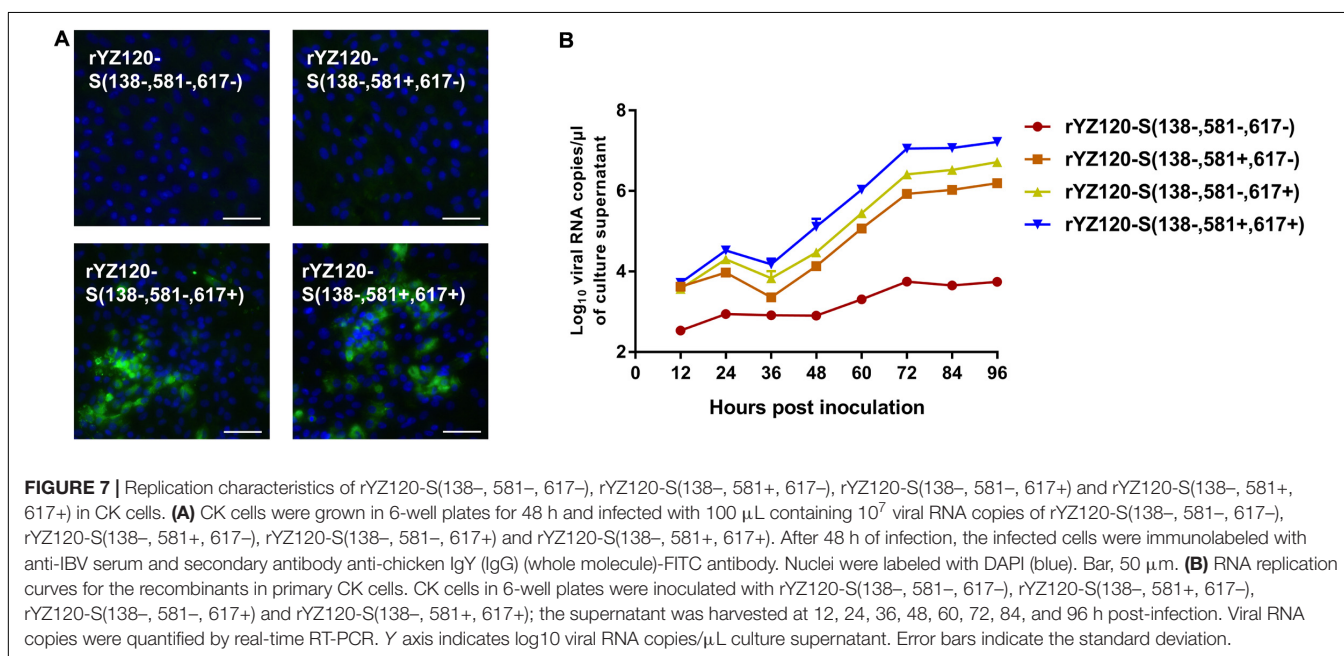 A
rYZ120-
S(138-,581-,617-)
rYZ120-
S(138-,581+,617-)
rYZ120-
S(138-,581-,617+)
rYZ120-
S(138-,581+,617+)
B
Log10 viral RNA copies/μl
of culture supernatant
8
6
4
2
0 12 24 36 48 60 72 84 96
Hours post inoculation
rYZ120-S(138-,581-,617-)
rYZ120-S(138-,581+,617-)
rYZ120-S(138-,581-,617+)
rYZ120-S(138-,581+,617+)
FIGURE 7 | Replication characteristics of rYZ120-S(138–, 581–, 617–), rYZ120-S(138–, 581+, 617–), rYZ120-S(138–, 581–, 617+) and rYZ120-S(138–, 581+,
617+) in CK cells. (A) CK cells were grown in 6-well plates for 48 h and infected with 100 μL containing 10⁷ viral RNA copies of rYZ120-S(138–, 581–, 617–),
rYZ120-S(138–, 581+, 617–), rYZ120-S(138–, 581–, 617+) and rYZ120-S(138–, 581+, 617+). After 48 h of infection, the infected cells were immunolabeled with
anti-IBV serum and secondary antibody anti-chicken IgY (IgG) (whole molecule)-FITC antibody. Nuclei were labeled with DAPI (blue). Bar, 50 μm. (B) RNA replication
curves for the recombinants in primary CK cells. CK cells in 6-well plates were inoculated with rYZ120-S(138–, 581–, 617–), rYZ120-S(138–, 581+, 617–),
rYZ120-S(138–, 581–, 617+) and rYZ120-S(138–, 581+, 617+); the supernatant was harvested at 12, 24, 36, 48, 60, 72, 84, and 96 h post-infection. Viral RNA
copies were quantified by real-time RT-PCR. Y axis indicates log10 viral RNA copies/μL culture supernatant. Error bars indicate the standard deviation.